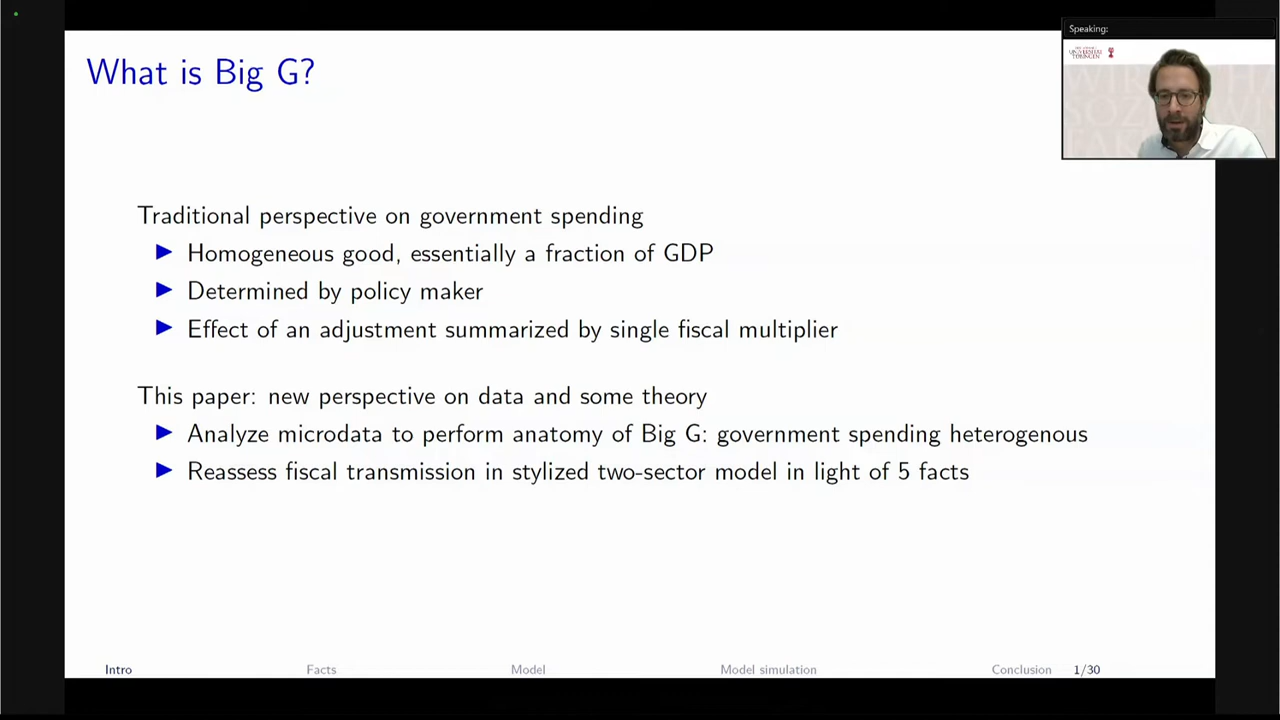 What is Big G?
Speaking:
UNIVERSITÄT
TÜBINGEN
Traditional perspective on government spending
Homogeneous good, essentially a fraction of GDP
Determined by policy maker
Effect of an adjustment summarized by single fiscal multiplier
This paper: new perspective on data and some theory
Analyze microdata to perform anatomy of Big G: government spending heterogenous
Reassess fiscal transmission in stylized two-sector model in light of 5 facts
Intro Facts Model Model simulation Conclusion 1/30